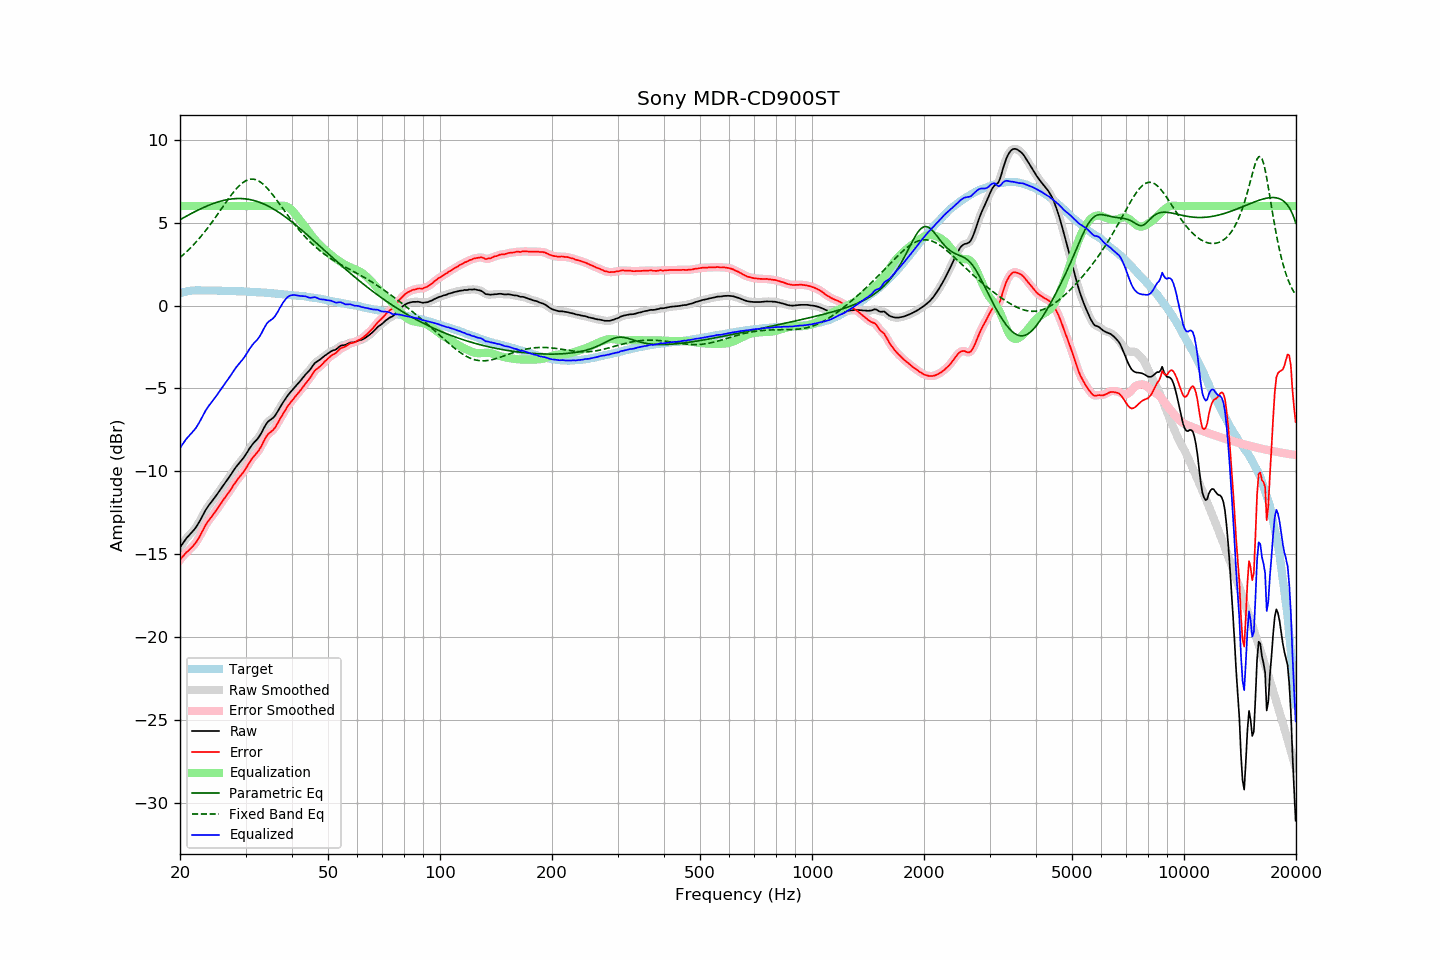 Sony MDR-CD900ST
Amplitude (dBr)
10
5
0
−5
−10
−15
−20
−25
−30
Target
Raw Smoothed
Error Smoothed
Raw
Error
Equalization
Parametric Eq
Fixed Band Eq
Equalized
20 50 100 200 500 1000 2000 5000 10000 20000
Frequency (Hz)